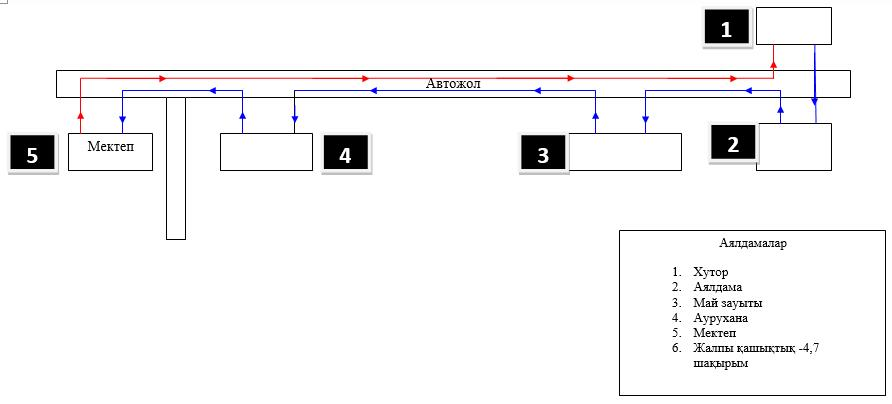 1
Автожол
5
Мектеп
4
3
2
Аялдамалар
1. Хутор
2. Аялдама
3. Май зауыты
4. Аурухана
5. Мектеп
6. Жалпы қашықтық -4,7
шақырым